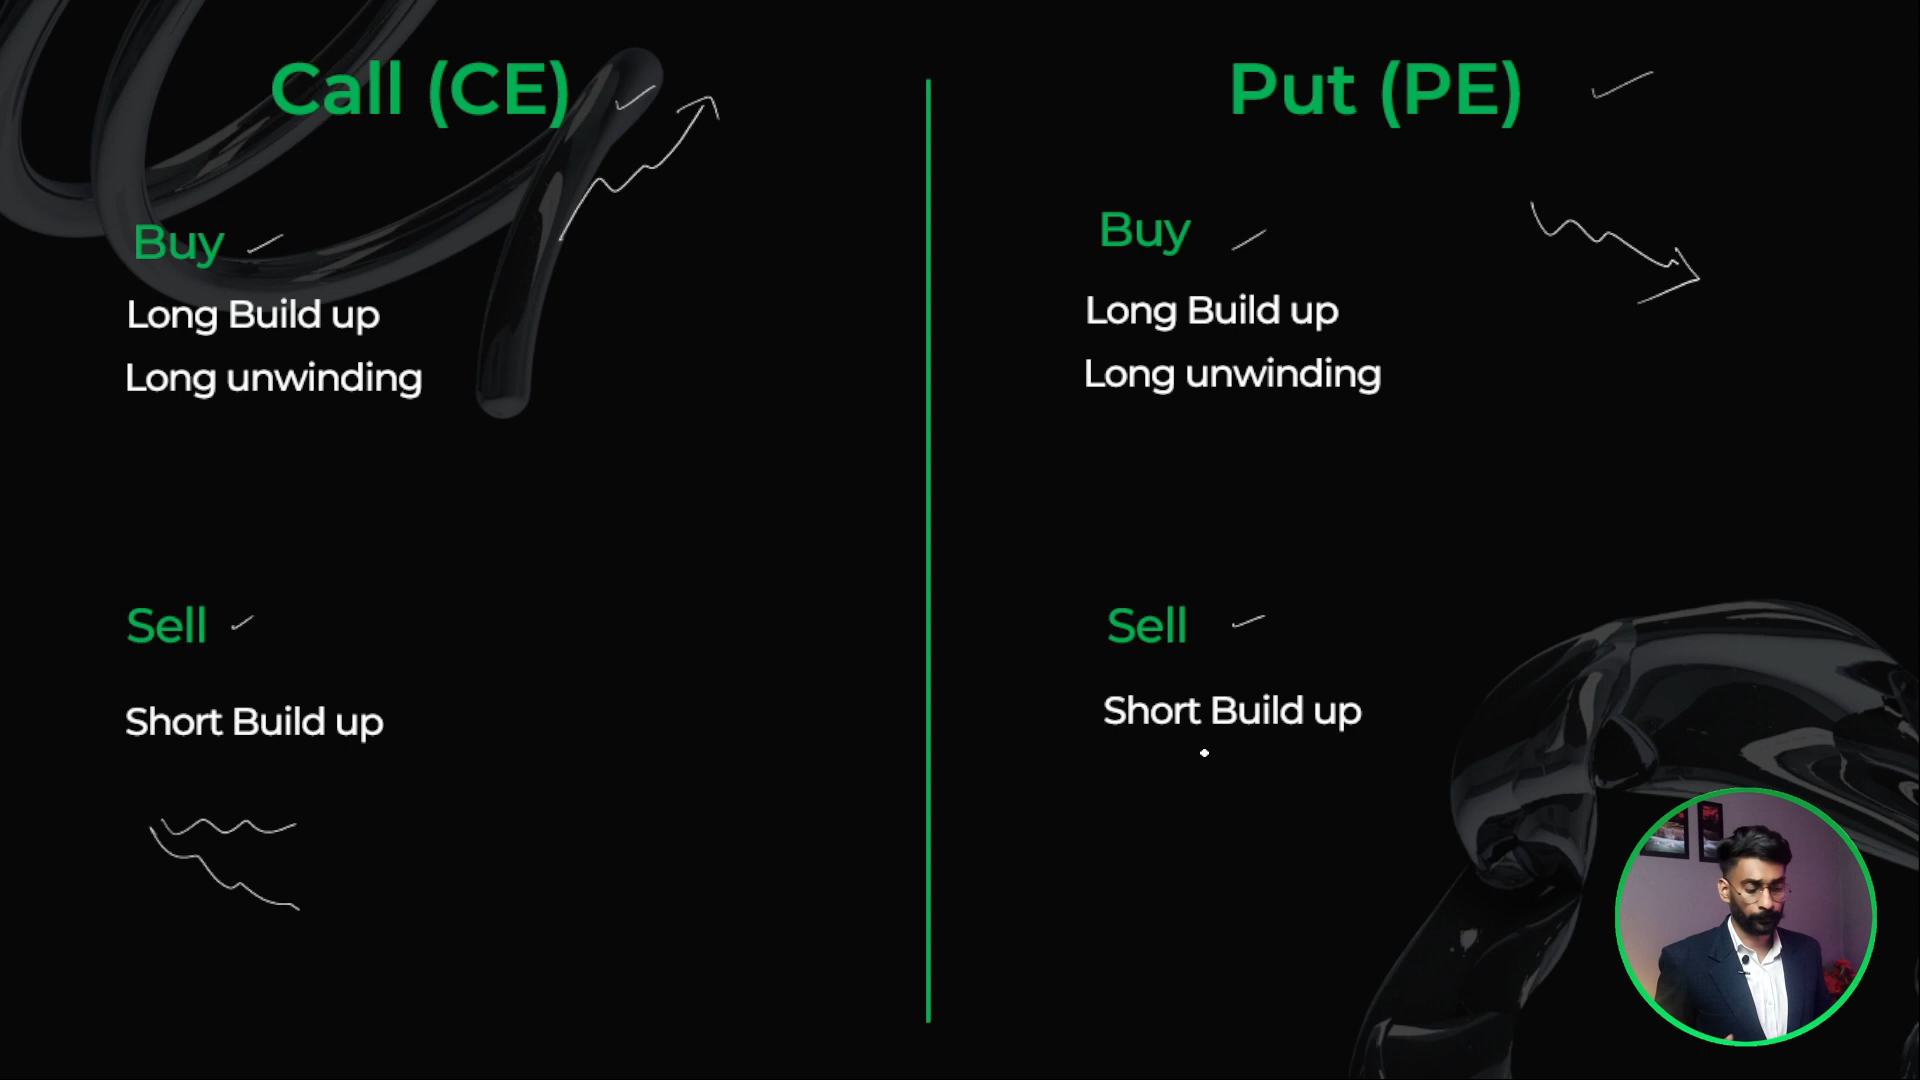 Call (CE)
Buy
Long Build up
Long unwinding
Sell
Short Build up
Put (PE)
Buy
Long Build up
Long unwinding
Sell
Short Build up